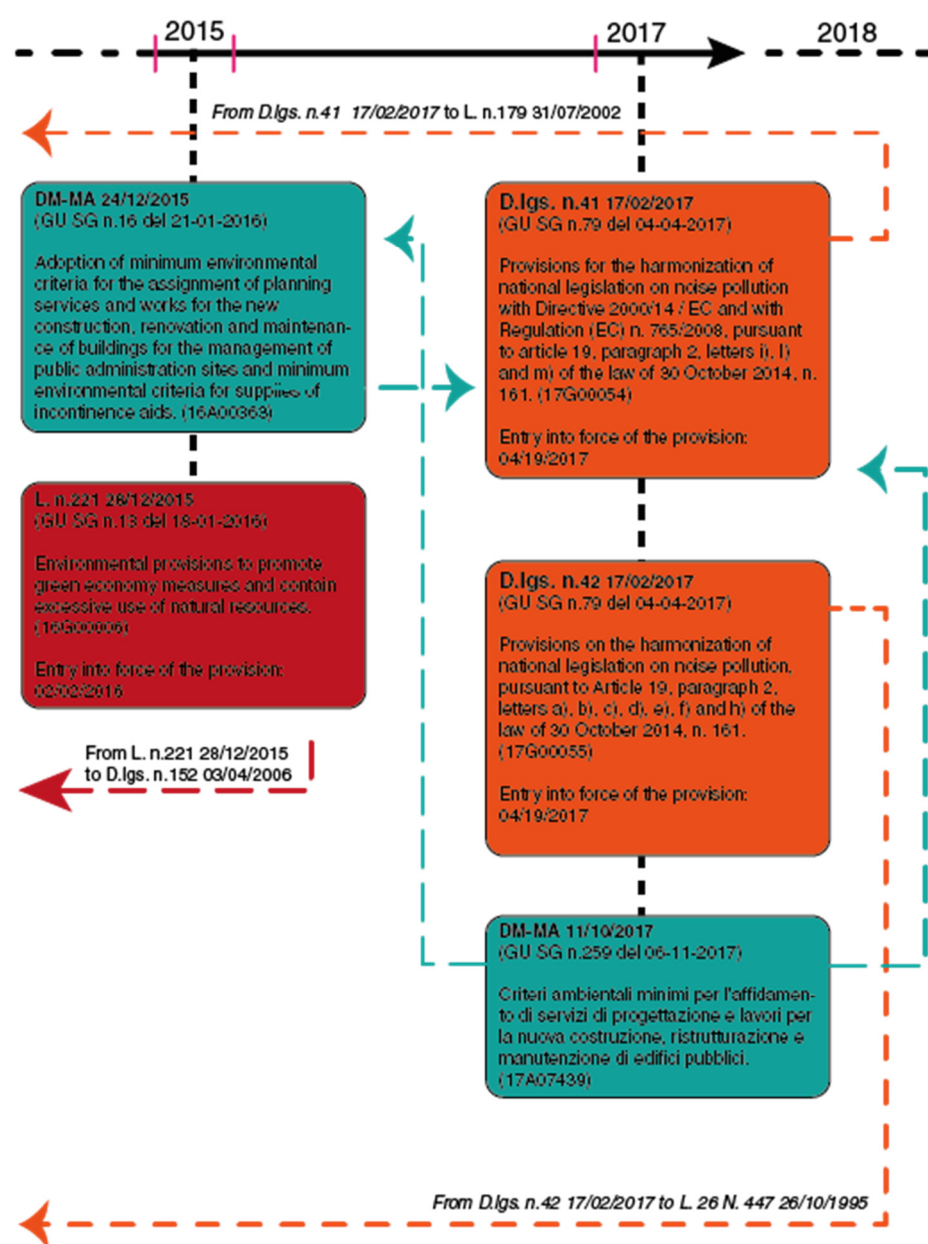 2015
2017
2018
From D.lgs. n.41 17/02/2017 to L. n.179 31/07/2002
DM-MA 24/12/2015
(GU SG n.16 del 21-01-2016)
Adoption of minimum environmental
criteria for the assignment of planning
services and works for the new
construction, renovation and maintenan-
ce of buildings for the management of
public administration sites and minimum
environmental criteria for supplies of
incontinence aids. (16A00363)
L. n.221 28/12/2015
(GU SG n.13 del 18-01-2016)
Environmental provisions to promote
green economy measures and contain
excessive use of natural resources.
(16G00006)
Entry into force of the provision:
02/02/2016
From L. n.221 28/12/2015
to D.lgs. n.152 03/04/2006
D.lgs. n.41 17/02/2017
(GU SG n.79 del 04-04-2017)
Provisions for the harmonization of
national legislation on noise pollution
with Directive 2000/14 / EC and with
Regulation (EC) n. 765/2008, pursuant
to article 19, paragraph 2, letters i), l)
and m) of the law of 30 October 2014, n.
161. (17G00054)
Entry into force of the provision:
04/19/2017
D.lgs. n.42 17/02/2017
(GU SG n.79 del 04-04-2017)
Provisions on the harmonization of
national legislation on noise pollution,
pursuant to Article 19, paragraph 2,
letters a), b), c), d), e), f) and h) of the
law of 30 October 2014, n. 161.
(17G00055)
Entry into force of the provision:
04/19/2017
DM-MA 11/10/2017
(GU SG n.259 del 06-11-2017)
Criteri ambientali minimi per l'affidamen-
to di servizi di progettazione e lavori per
la nuova costruzione, ristrutturazione e
manutenzione di edifici pubblici.
(17A07439)
From D.lgs. n.42 17/02/2017 to L. 26 N. 447 26/10/1995